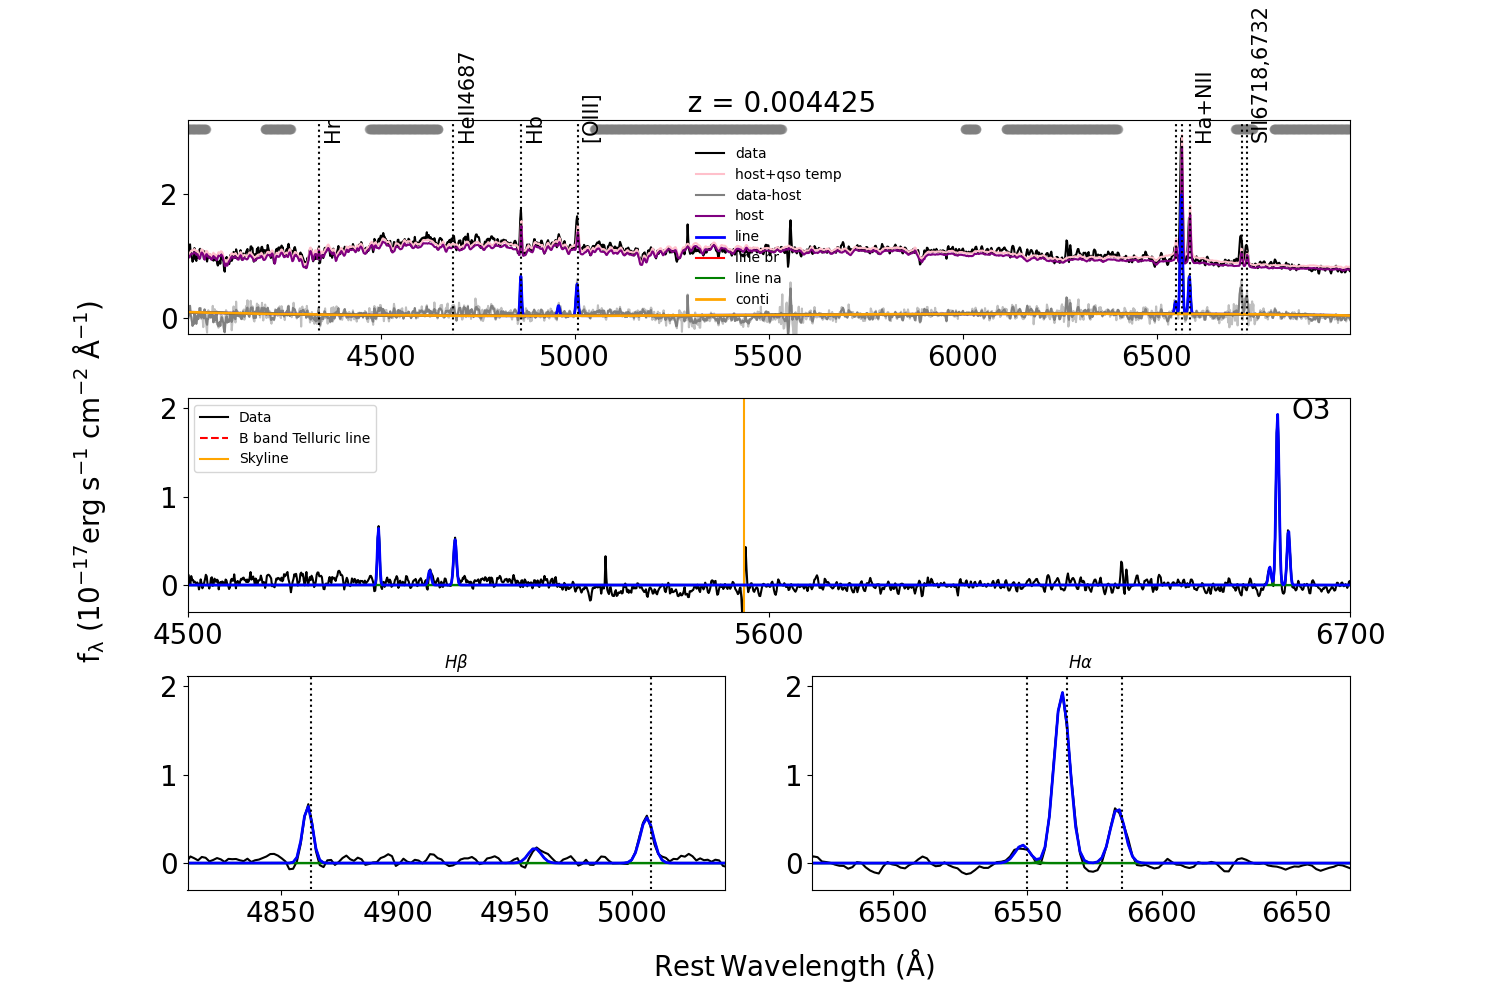 Hr
HeII4687
Hb
[OIII]
Ha+NII
SII6718,6732
z = 0.004425
data
host+qso temp
data-host
host
line
line br
line na
conti
2
0
4500
5000
5500
6000
6500
Data
B band Telluric line
Skyline
O3
2
1
0
4500
5600
6700
f_λ (10⁻¹⁷erg s⁻¹ cm⁻² Å⁻¹)
Hβ
2
1
0
4850
4900
4950
5000
Hα
2
1
0
6500
6550
6600
6650
Rest Wavelength (Å)